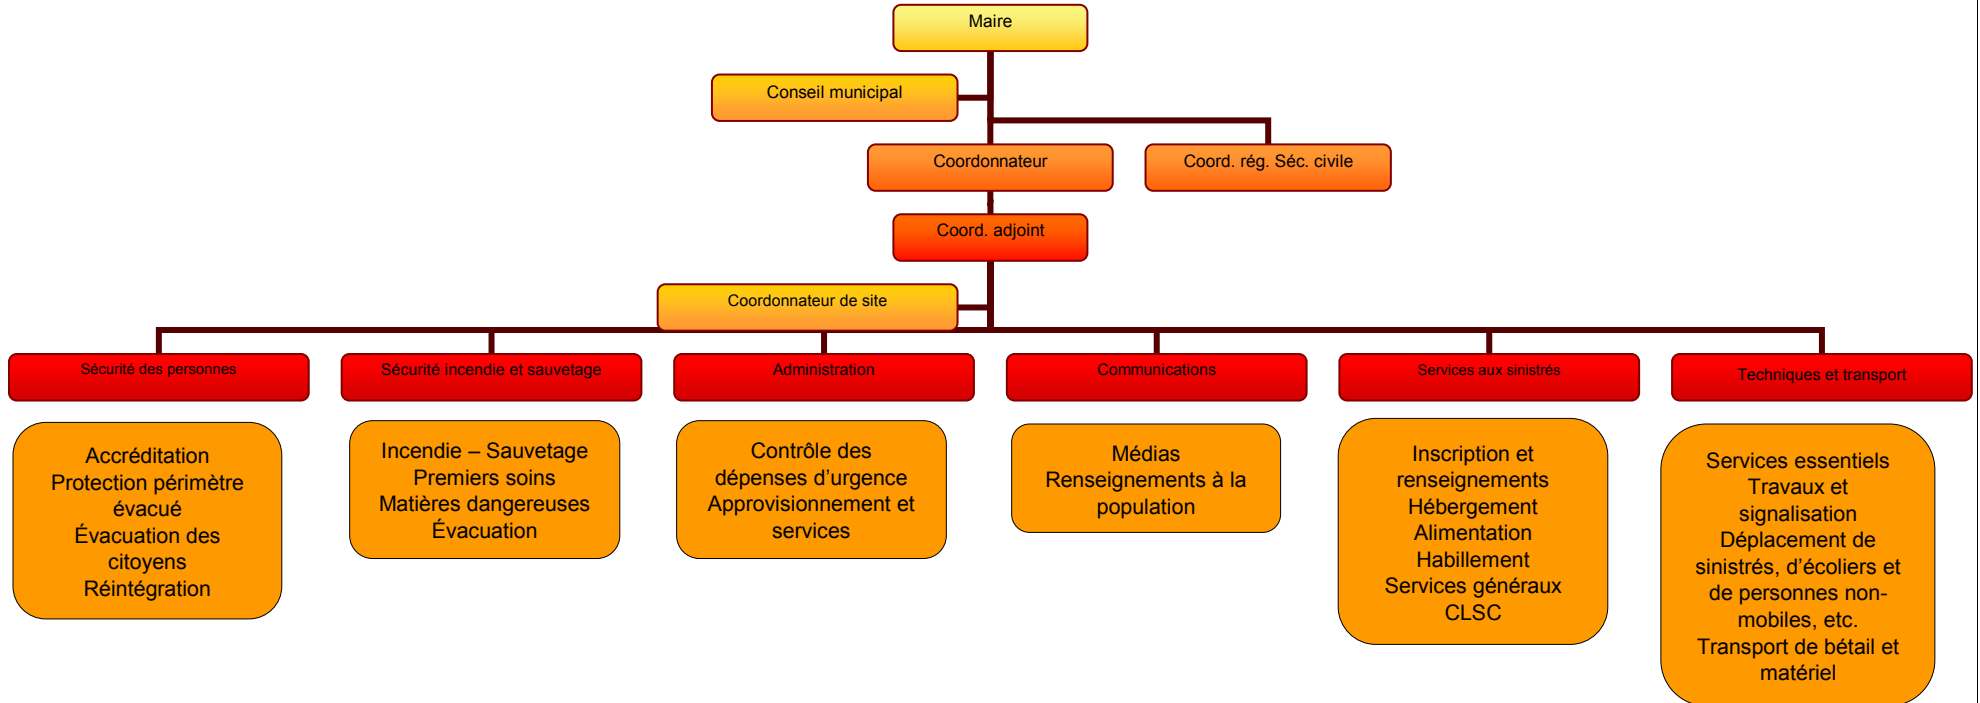 Maire
Conseil municipal
Coordonnateur
Coord. rég. Séc. civile
Coord. adjoint
Coordonnateur de site
Sécurité des personnes
Sécurité incendie et sauvetage
Administration
Communications
Services aux sinistrés
Techniques et transport
Accréditation
Protection périmètre
évacué
Évacuation des
citoyens
Réintégration
Incendie – Sauvetage
Premiers soins
Matières dangereuses
Évacuation
Contrôle des
dépenses d’urgence
Approvisionnement et
services
Médias
Renseignements à la
population
Inscription et
renseignements
Hébergement
Alimentation
Habillement
Services généraux
CLSC
Services essentiels
Travaux et
signalisation
Déplacement de
sinistrés, d’écoliers et
de personnes non-
mobiles, etc.
Transport de bétail et
matériel